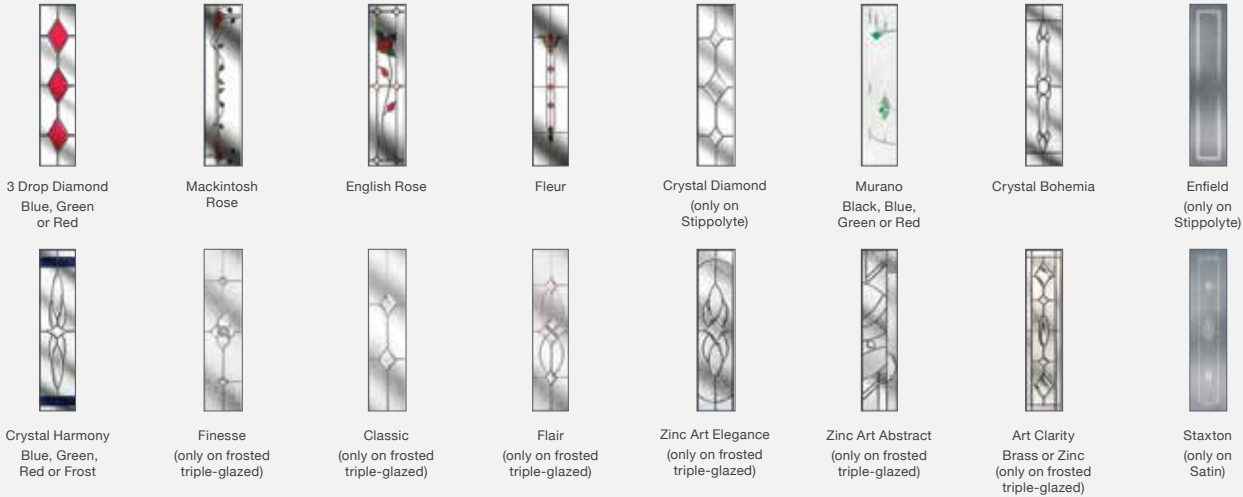 3 Drop Diamond
Blue, Green
or Red
Mackintosh
Rose
English Rose
Fleur
Crystal Diamond
(only on
Stippolyte)
Murano
Black, Blue,
Green or Red
Crystal Bohemia
Enfield
(only on
Stippolyte)
Crystal Harmony
Blue, Green,
Red or Frost
Finesse
(only on frosted
triple-glazed)
Classic
(only on frosted
triple-glazed)
Flair
(only on frosted
triple-glazed)
Zinc Art Elegance
(only on frosted
triple-glazed)
Zinc Art Abstract
(only on frosted
triple-glazed)
Art Clarity
Brass or Zinc
(only on frosted
triple-glazed)
Staxton
(only on
Satin)